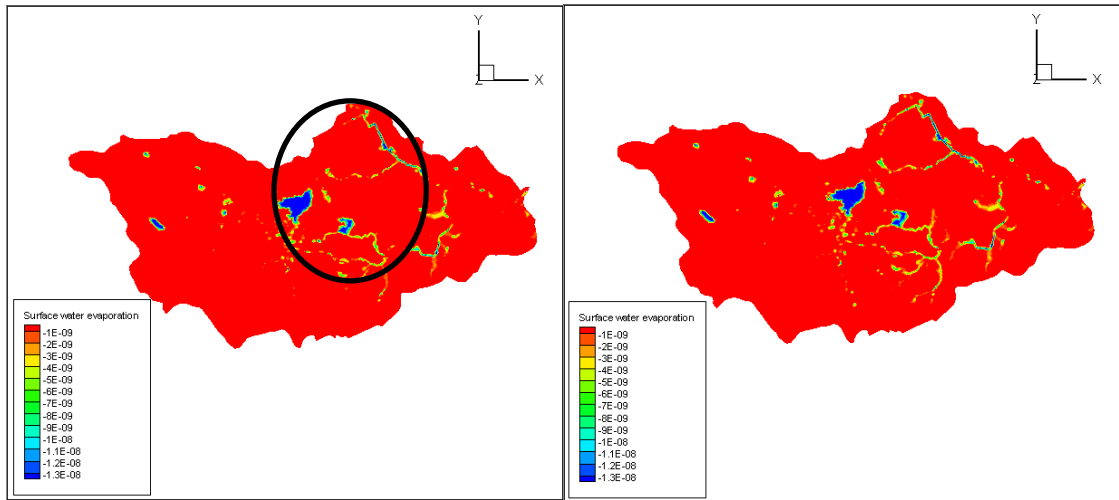 Y
Z X
Surface water evaporation
-1E-09
-2E-09
-3E-09
-4E-09
-5E-09
-6E-09
-7E-09
-8E-09
-9E-09
-1E-08
-1.1E-08
-1.2E-08
-1.3E-08
Y
Z X
Surface water evaporation
-1E-09
-2E-09
-3E-09
-4E-09
-5E-09
-6E-09
-7E-09
-8E-09
-9E-09
-1E-08
-1.1E-08
-1.2E-08
-1.3E-08